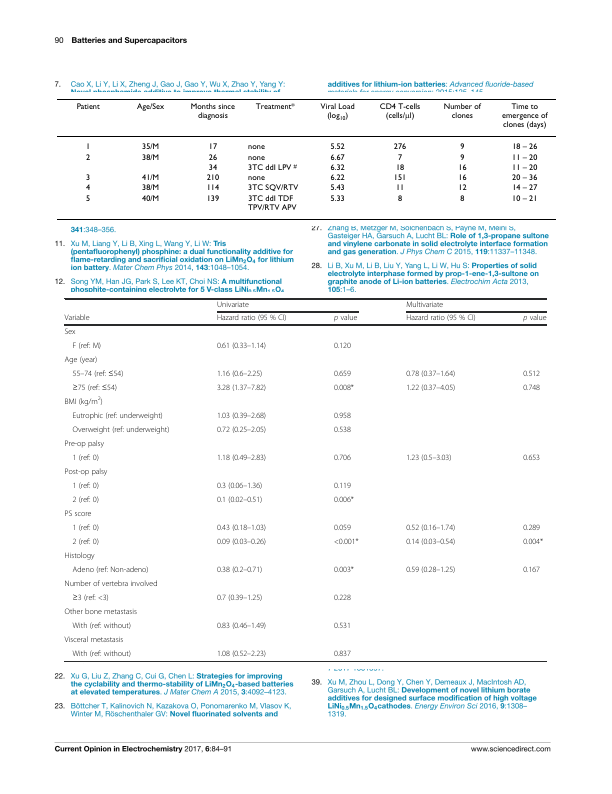 90 Batteries and Supercapacitors
7. Cao X, Li Y, Li X, Zheng J, Gao J, Gao Y, Wu X, Zhao Y, Yang Y:
additives for lithium-ion batteries: Advanced fluoride-based
Patient Age/Sex Months since diagnosis Treatment* Viral Load (log₁₀) CD4 T-cells (cells/µl) Number of clones Time to emergence of clones (days)
1 35/M 17 none 5.52 276 9 18 – 26
2 38/M 26 none 6.67 7 9 11 – 20
34 3TC ddI LPV # 6.32 18 16 11 – 20
3 41/M 210 none 6.22 151 16 20 – 36
4 38/M 114 3TC SQV/RTV 5.43 11 12 14 – 27
5 40/M 139 3TC ddI TDF 5.33 8 8 10 – 21
TPV/RTV APV
341:348–356.
11. Xu M, Liang Y, Li B, Xing L, Wang Y, Li W: Tris
(pentafluorophenyl) phosphine: a dual functionality additive for
flame-retarding and sacrificial oxidation on LiMn₂O₄ for lithium
ion battery. Mater Chem Phys 2014, 143:1048–1054.
12. Song YM, Han JG, Park S, Lee KT, Choi NS: A multifunctional
phosphite-containing electrolyte for 5 V-class LiNi₀.₅Mn₁.₅O₄
27. Zhang B, Metzger M, Solchenbach S, Payne M, Meini S,
Gasteiger HA, Garsuch A, Lucht BL: Role of 1,3-propane sultone
and vinylene carbonate in solid electrolyte interface formation
and gas generation. J Phys Chem C 2015, 119:11337–11348.
28. Li B, Xu M, Li B, Liu Y, Yang L, Li W, Hu S: Properties of solid
electrolyte interphase formed by prop-1-ene-1,3-sultone on
graphite anode of Li-ion batteries. Electrochim Acta 2013,
105:1–6.
Univariate Multivariate
Variable Hazard ratio (95 % CI) p value Hazard ratio (95 % CI) p value
Sex
F (ref: M) 0.61 (0.33–1.14) 0.120
Age (year)
55–74 (ref: ≤54) 1.16 (0.6–2.25) 0.659 0.78 (0.37–1.64) 0.512
≥75 (ref: ≤54) 3.28 (1.37–7.82) 0.008* 1.22 (0.37–4.05) 0.748
BMI (kg/m²)
Eutrophic (ref: underweight) 1.03 (0.39–2.68) 0.958
Overweight (ref: underweight) 0.72 (0.25–2.05) 0.538
Pre-op palsy
1 (ref: 0) 1.18 (0.49–2.83) 0.706 1.23 (0.5–3.03) 0.653
Post-op palsy
1 (ref: 0) 0.3 (0.06–1.36) 0.119
2 (ref: 0) 0.1 (0.02–0.51) 0.006*
PS score
1 (ref: 0) 0.43 (0.18–1.03) 0.059 0.52 (0.16–1.74) 0.289
2 (ref: 0) 0.09 (0.03–0.26) <0.001* 0.14 (0.03–0.54) 0.004*
Histology
Adeno (ref: Non-adeno) 0.38 (0.2–0.71) 0.003* 0.59 (0.28–1.25) 0.167
Number of vertebra involved
≥3 (ref: <3) 0.7 (0.39–1.25) 0.228
Other bone metastasis
With (ref: without) 0.83 (0.46–1.49) 0.531
Visceral metastasis
With (ref: without) 1.08 (0.52–2.23) 0.837
22. Xu G, Liu Z, Zhang C, Cui G, Chen L: Strategies for improving
the cyclability and thermo-stability of LiMn₂O₄-based batteries
at elevated temperatures. J Mater Chem A 2015, 3:4092–4123.
23. Böttcher T, Kalinovich N, Kazakova O, Ponomarenko M, Vlasov K,
Winter M, Röschenthaler GV: Novel fluorinated solvents and
39. Xu M, Zhou L, Dong Y, Chen Y, Demeaux J, MacIntosh AD,
Garsuch A, Lucht BL: Development of novel lithium borate
additives for designed surface modification of high voltage
LiNi₀.₅Mn₁.₅O₄cathodes. Energy Environ Sci 2016, 9:1308–
1319.
Current Opinion in Electrochemistry 2017, 6:84–91 www.sciencedirect.com